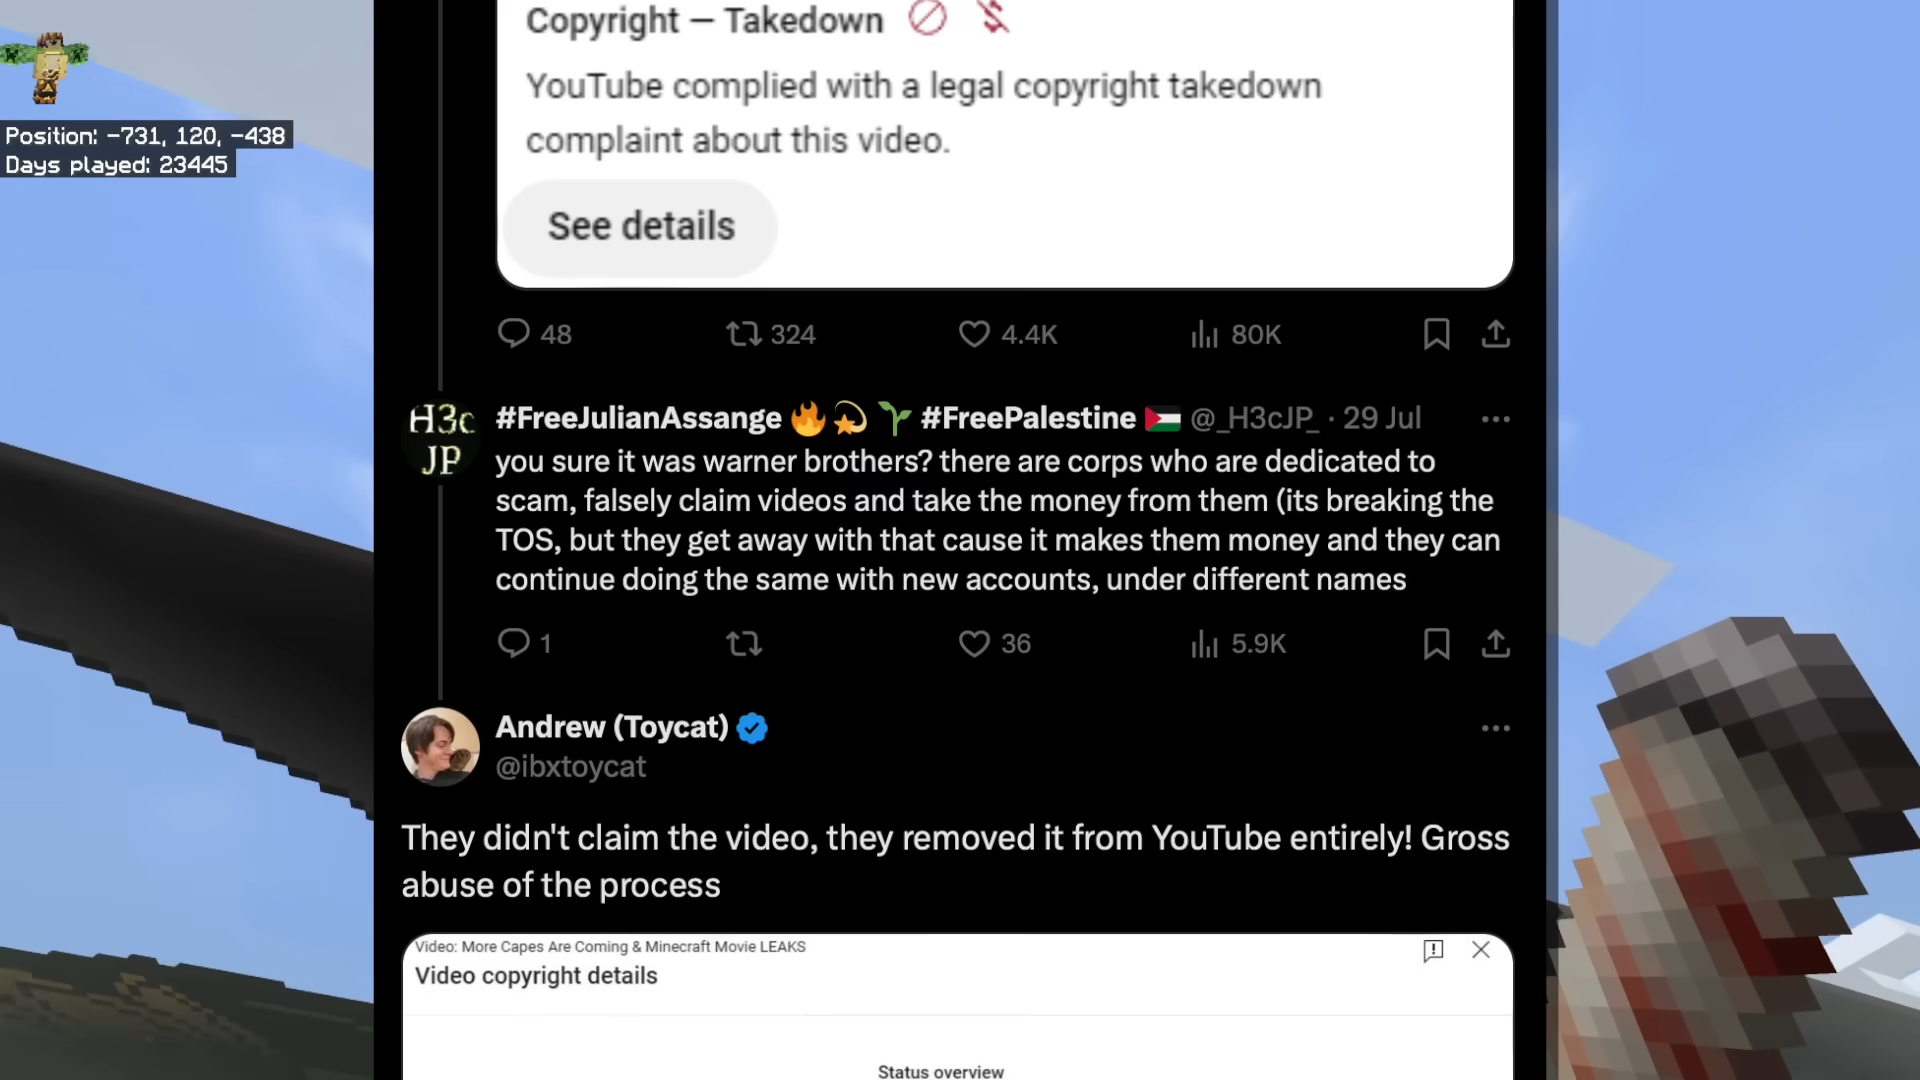 Copyright — Takedown
YouTube complied with a legal copyright takedown
complaint about this video.
See details
Position: -731, 120, -438
Days played: 23445
48 324 4.4K 80K
H3c
JP
#FreeJulianAssange 🔥💫🌱 #FreePalestine 🇵🇸 @_H3cJP_ · 29 Jul
you sure it was warner brothers? there are corps who are dedicated to
scam, falsely claim videos and take the money from them (its breaking the
TOS, but they get away with that cause it makes them money and they can
continue doing the same with new accounts, under different names
1 36 5.9K
Andrew (Toycat)
@ibxtoycat
They didn't claim the video, they removed it from YouTube entirely! Gross
abuse of the process
Video: More Capes Are Coming & Minecraft Movie LEAKS
Video copyright details
Status overview